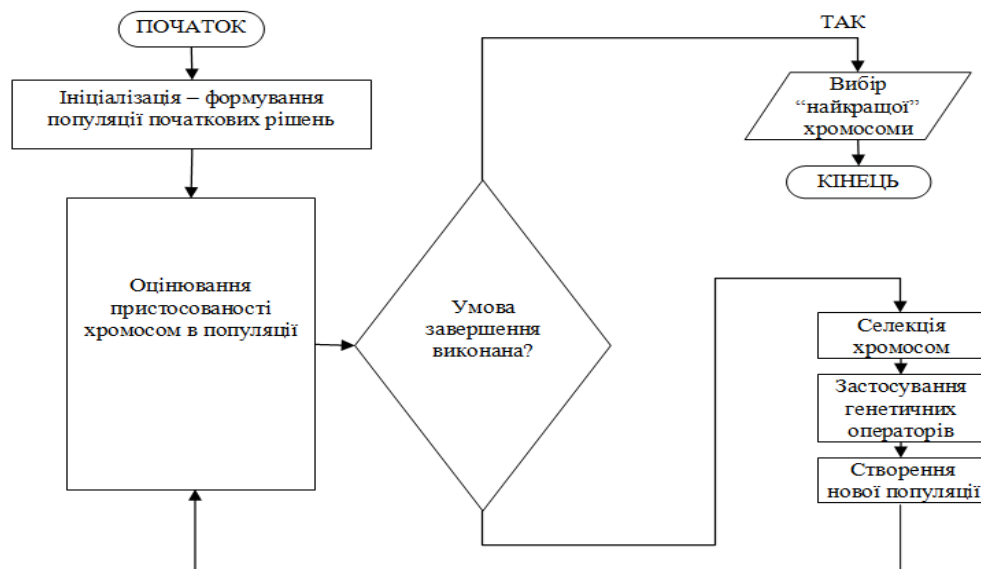 ПОЧАТОК
Ініціалізація – формування
популяції початкових рішень
Оцінювання
пристосованості
хромосом в популяції
Умова
завершення
виконана?
ТАК
Вибір
“найкращої”
хромосоми
КІНЕЦЬ
Селекція
хромосом
Застосування
генетичних
операторів
Створення
нової популяції